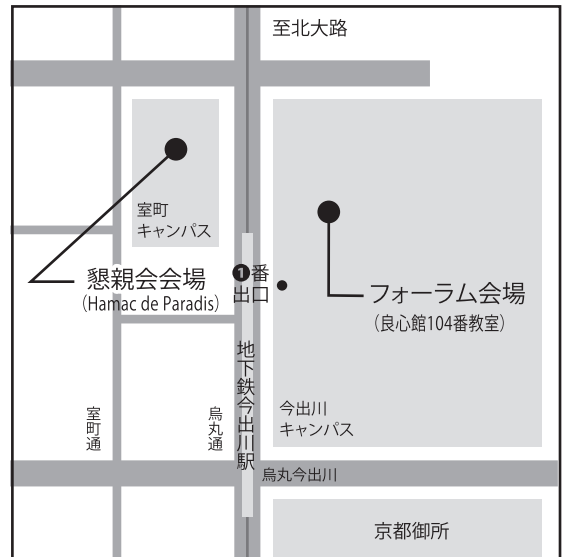 至北大路
室町
キャンパス
懇親会会場
（Hamac de Paradis）
❶番
出口
フォーラム会場
（良心館104番教室）
地下鉄今出川駅
室町通
烏丸通
今出川
キャンパス
烏丸今出川
京都御所